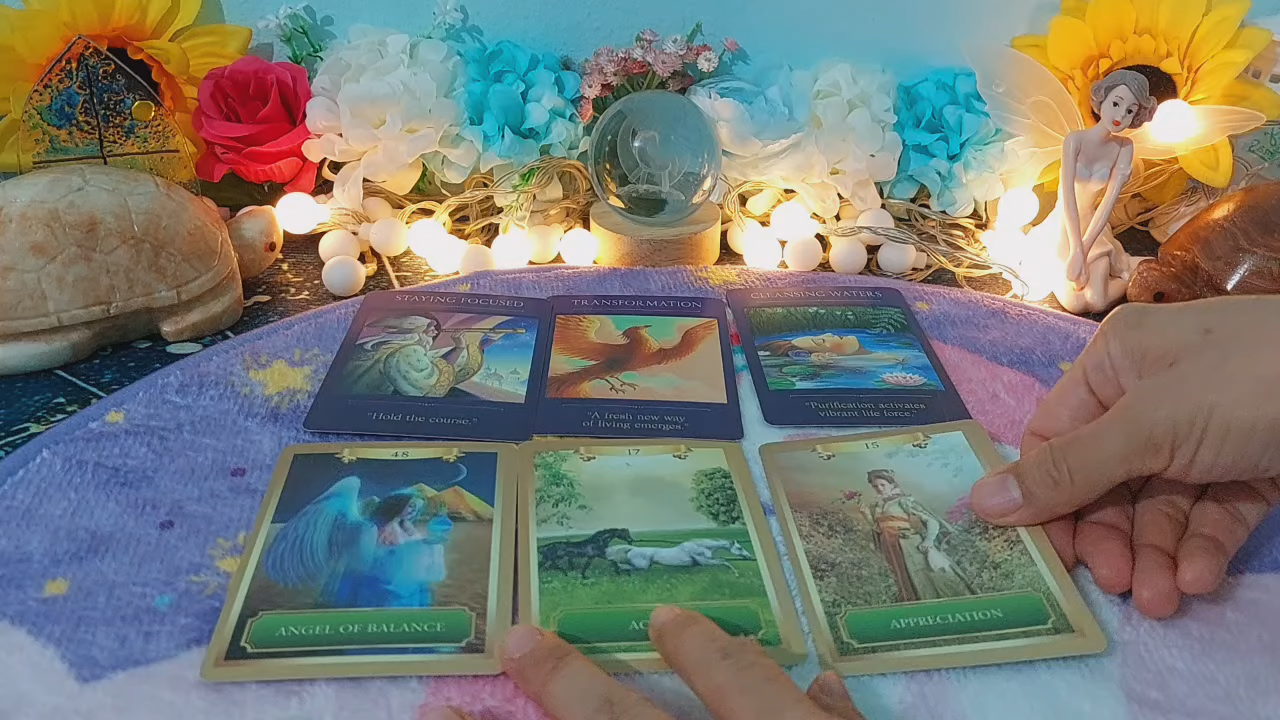 STAYING FOCUSED
TRANSFORMATION
CLEANSING WATERS
"Hold the course."
"A fresh new way
of living emerges."
"Purification activates
vibrant life force."
48
17
15
ANGEL OF BALANCE
APPRECIATION